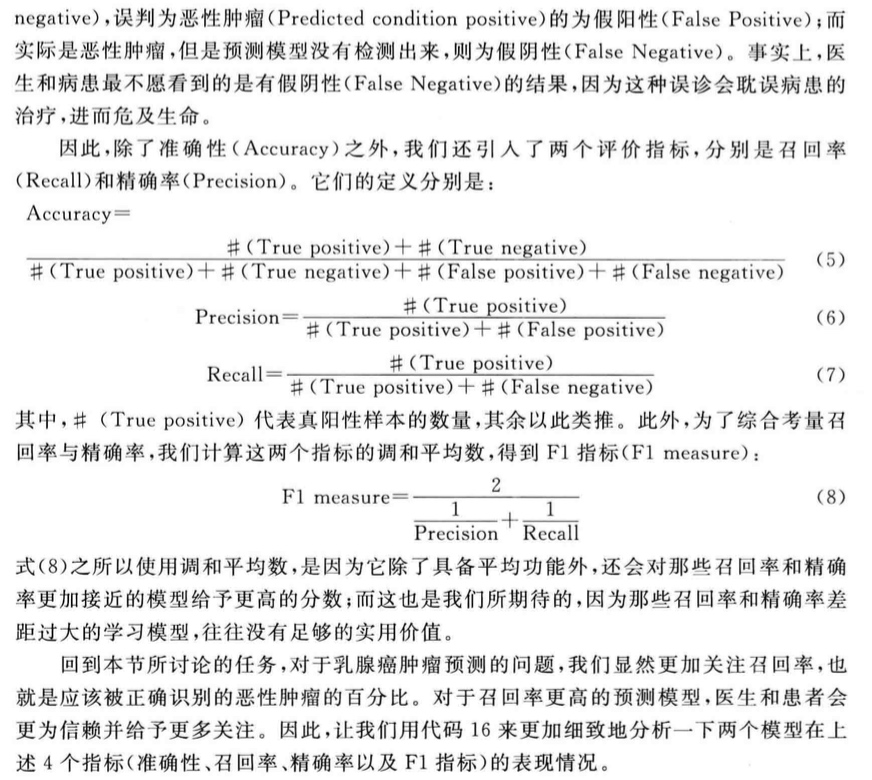 negative),误判为恶性肿瘤(Predicted condition positive)的为假阳性(False Positive);而
实际是恶性肿瘤,但是预测模型没有检测出来,则为假阴性(False Negative)。事实上,医
生和病患最不愿看到的是有假阴性(False Negative)的结果,因为这种误诊会耽误病患的
治疗,进而危及生命。
因此,除了准确性(Accuracy)之外,我们还引入了两个评价指标,分别是召回率
(Recall)和精确率(Precision)。它们的定义分别是:
Accuracy=
#(True positive)+#(True negative)
#(True positive)+#(True negative)+#(False positive)+#(False negative) (5)
Precision= #(True positive)
#(True positive)+#(False positive) (6)
Recall= #(True positive)
#(True positive)+#(False negative) (7)
其中,# (True positive) 代表真阳性样本的数量,其余以此类推。此外,为了综合考量召
回率与精确率,我们计算这两个指标的调和平均数,得到 F1 指标(F1 measure):
F1 measure= 2 (8)
1 + 1
Precision Recall
式(8)之所以使用调和平均数,是因为它除了具备平均功能外,还会对那些召回率和精确
率更加接近的模型给予更高的分数;而这也是我们所期待的,因为那些召回率和精确率差
距过大的学习模型,往往没有足够的实用价值。
回到本节所讨论的任务,对于乳腺癌肿瘤预测的问题,我们显然更加关注召回率,也
就是应该被正确识别的恶性肿瘤的百分比。对于召回率更高的预测模型,医生和患者会
更为信赖并给予更多关注。因此,让我们用代码 16 来更加细致地分析一下两个模型在上
述 4 个指标(准确性、召回率、精确率以及 F1 指标)的表现情况。